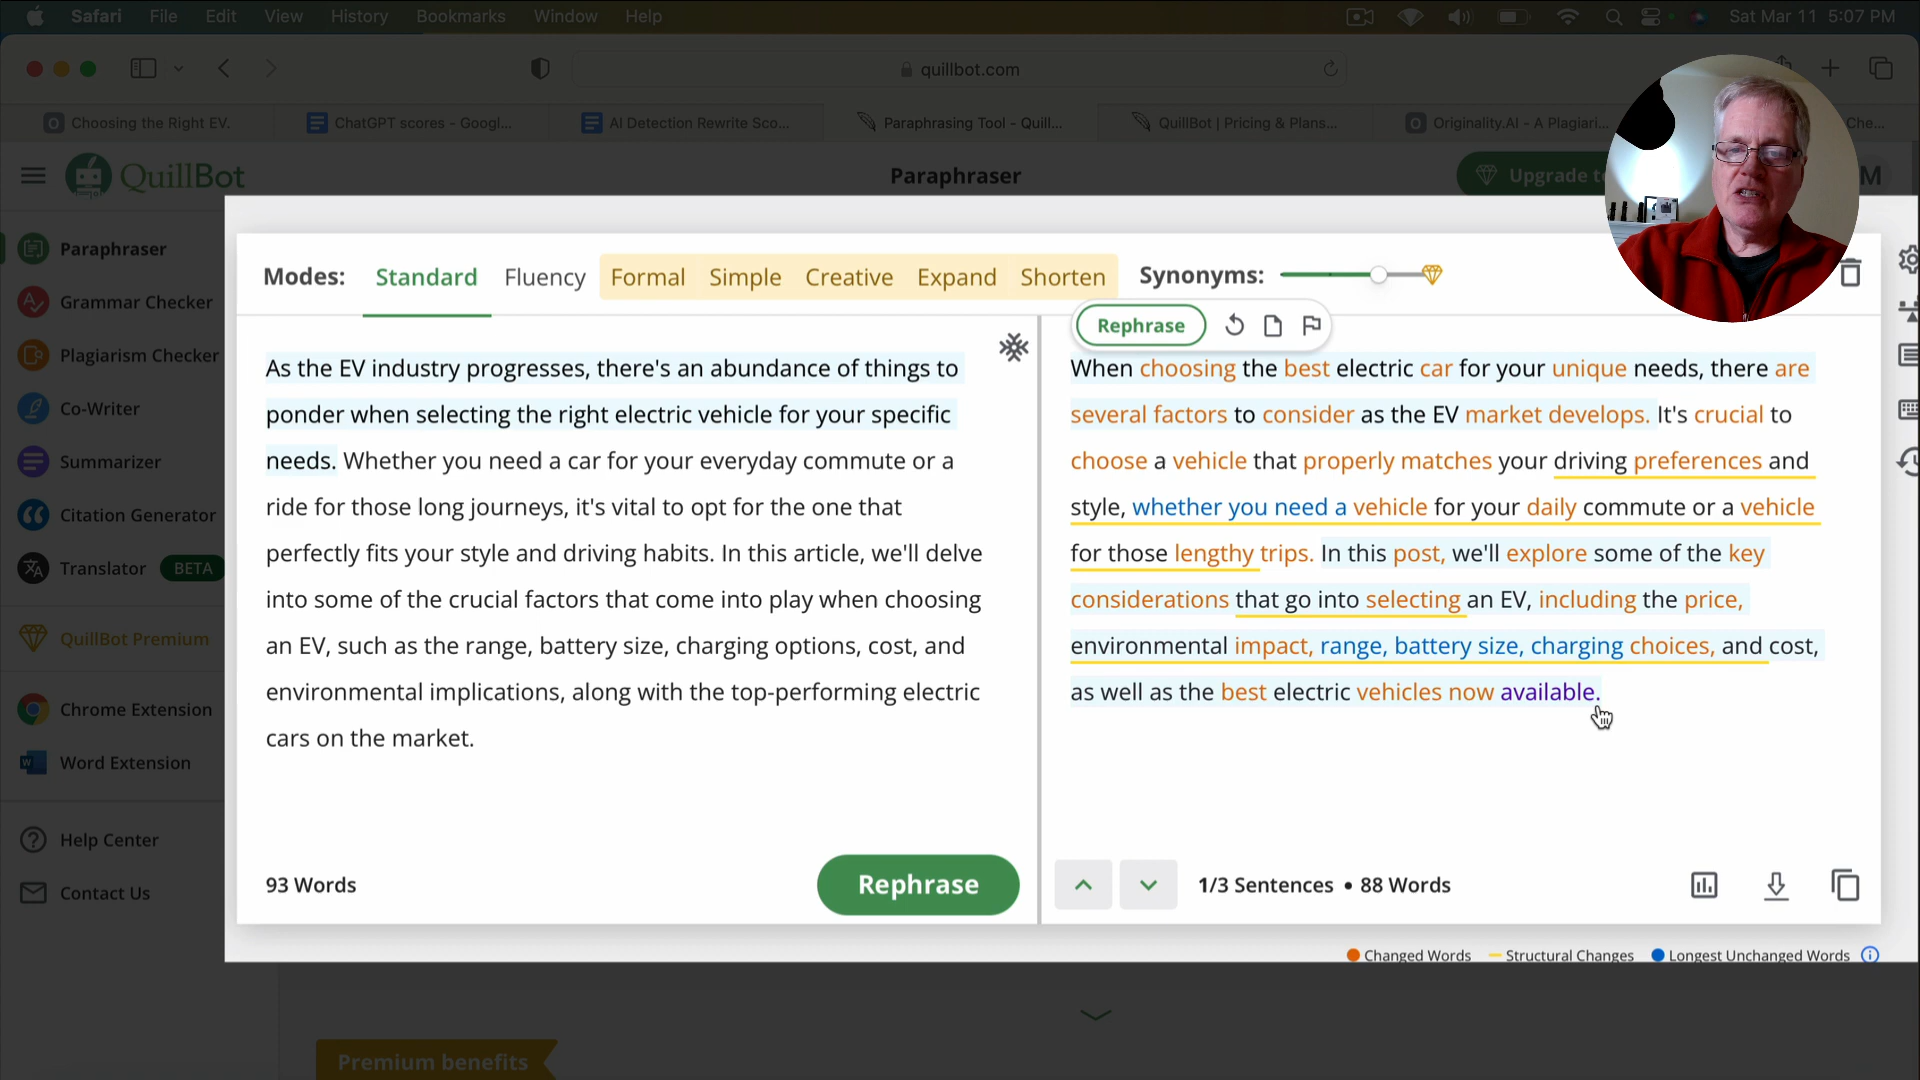 Safari File Edit View History Bookmarks Window Help Sat Mar 11 5:07 PM
quillbot.com
Choosing the Right EV. ChatGPT scores - Googl... AI Detection Rewrite Sco... Paraphrasing Tool - Quill... QuillBot | Pricing & Plans... Originality.AI - A Plagiari... Che...
QuillBot Paraphraser Upgrade M
Paraphraser
Grammar Checker
Plagiarism Checker
Co-Writer
Summarizer
Citation Generator
Translator BETA
QuillBot Premium
Chrome Extension
Word Extension
Help Center
Contact Us
Modes: Standard Fluency Formal Simple Creative Expand Shorten Synonyms:
As the EV industry progresses, there's an abundance of things to
ponder when selecting the right electric vehicle for your specific
needs. Whether you need a car for your everyday commute or a
ride for those long journeys, it's vital to opt for the one that
perfectly fits your style and driving habits. In this article, we'll delve
into some of the crucial factors that come into play when choosing
an EV, such as the range, battery size, charging options, cost, and
environmental implications, along with the top-performing electric
cars on the market.
93 Words
Rephrase
Rephrase
When choosing the best electric car for your unique needs, there are
several factors to consider as the EV market develops. It's crucial to
choose a vehicle that properly matches your driving preferences and
style, whether you need a vehicle for your daily commute or a vehicle
for those lengthy trips. In this post, we'll explore some of the key
considerations that go into selecting an EV, including the price,
environmental impact, range, battery size, charging choices, and cost,
as well as the best electric vehicles now available.
1/3 Sentences • 88 Words
Changed Words Structural Changes Longest Unchanged Words
Premium benefits